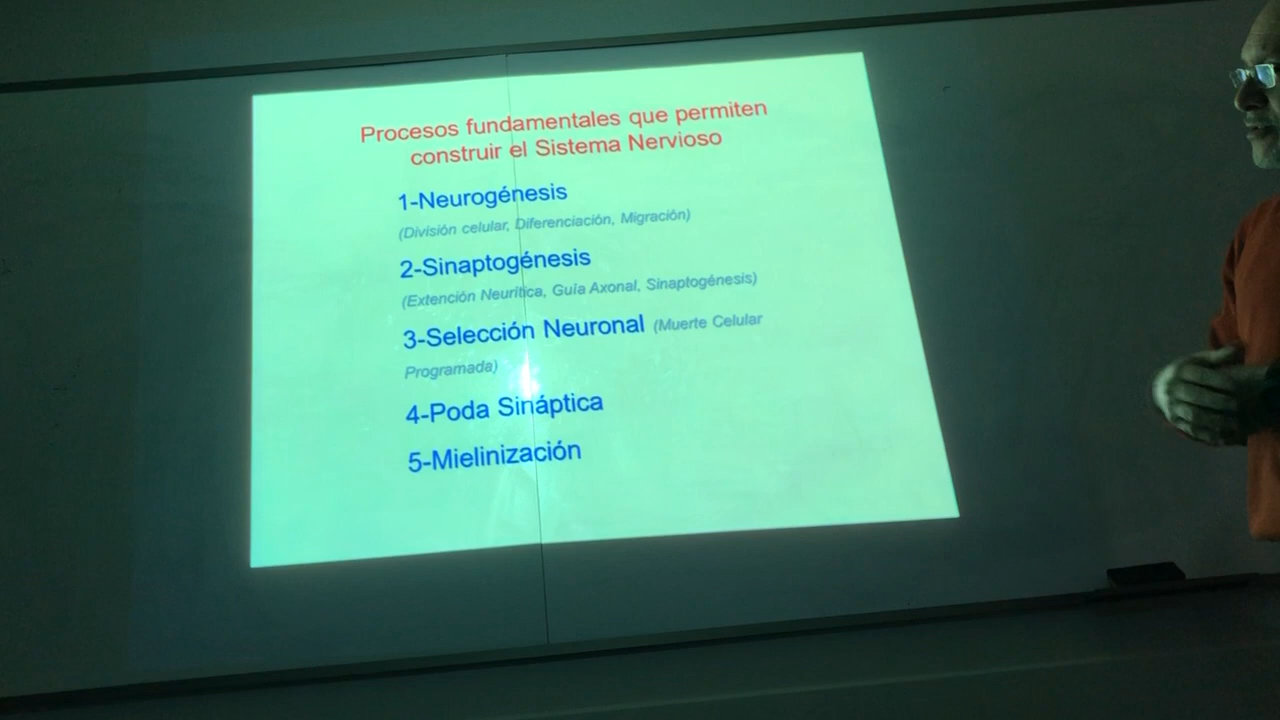 Procesos fundamentales que permiten
construir el Sistema Nervioso
1-Neurogénesis
(División celular, Diferenciación, Migración)
2-Sinaptogénesis
(Extención Neurítica, Guía Axonal, Sinaptogénesis)
3-Selección Neuronal (Muerte Celular
Programada)
4-Poda Sináptica
5-Mielinización